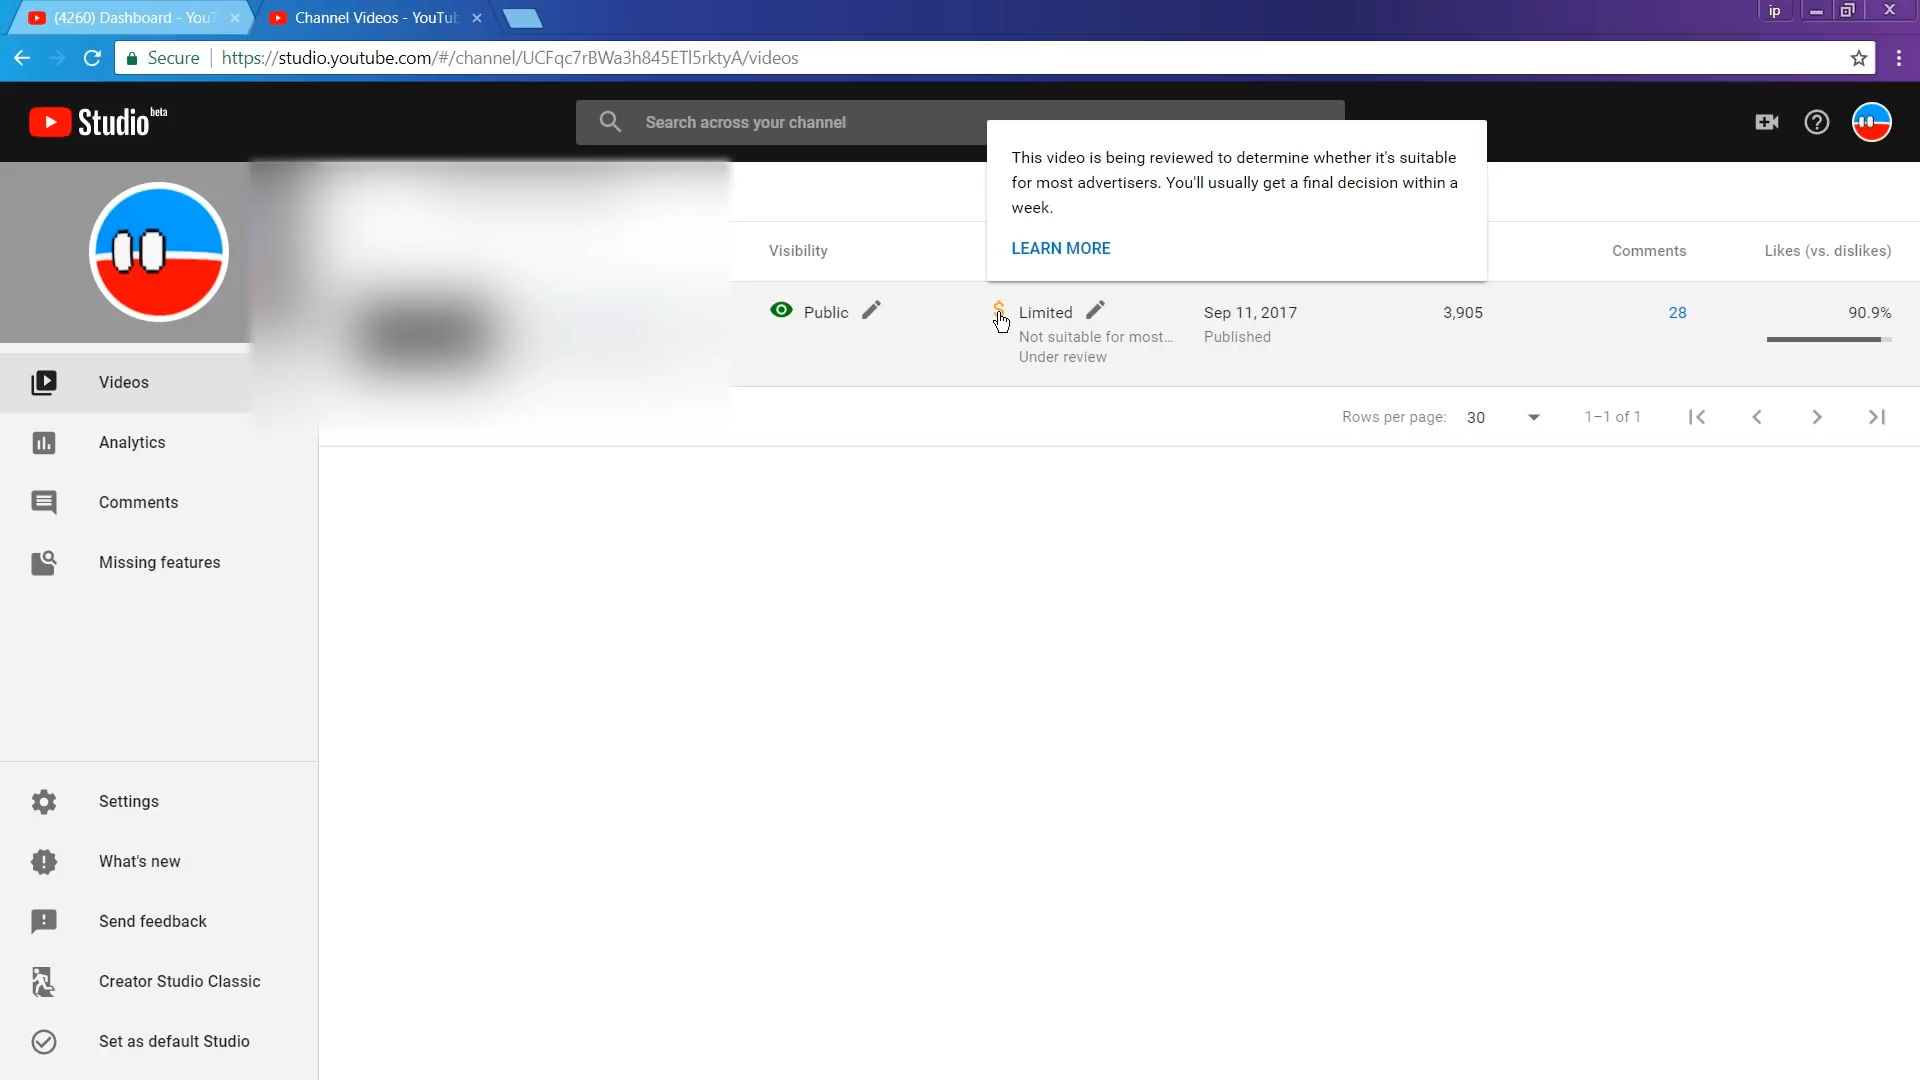 (4260) Dashboard - YouT
Channel Videos - YouTub
ip
Secure
https://studio.youtube.com/#/channel/UCFqc7rBWa3h845ETl5rktyA/videos
Studio beta
Search across your channel
This video is being reviewed to determine whether it's suitable
for most advertisers. You'll usually get a final decision within a
week.
LEARN MORE
Visibility
Comments
Likes (vs. dislikes)
Public
Limited
Sep 11, 2017
3,905
28
90.9%
Not suitable for most...
Published
Under review
Rows per page: 30
1–1 of 1
Videos
Analytics
Comments
Missing features
Settings
What's new
Send feedback
Creator Studio Classic
Set as default Studio